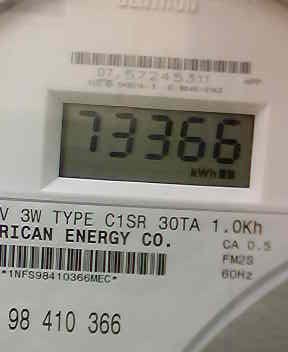 07,572453
73366
kWh
V 3W TYPE C1SR 30TA 1.0Kh
RICAN ENERGY CO.
CA 0.5
FM2S
60Hz
*1NFS98410366MEC*
98 410 366